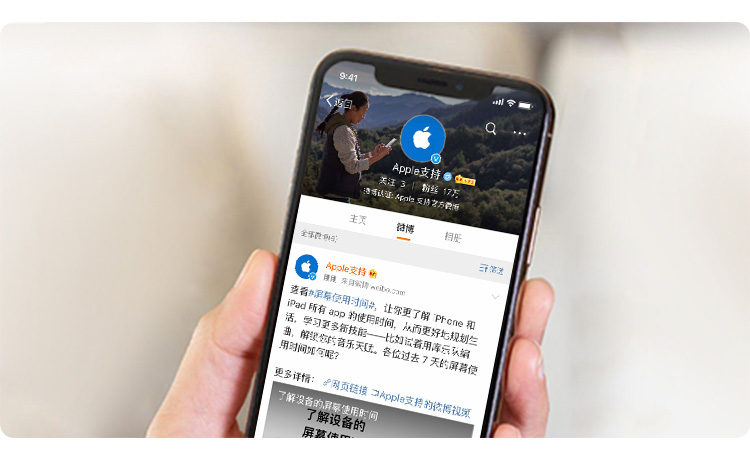 9:41
返回
Apple支持
关注 3 | 粉丝 17万
微博认证: Apple 支持官方微博
主页 微博 相册
全部微博
筛选
Apple支持
刚刚 来自微博 weibo.com
查看#屏幕使用时间#，让你更了解 iPhone 和
iPad 所有 app 的使用时间，从而更好地规划生
活，学习更多新技能——比如试着用库乐队编
曲，解锁你的音乐天赋。各位过去 7 天的屏幕使
用时间如何呢？
更多详情： 网页链接 Apple支持的微博视频
了解设备的屏幕使用时间
了解设备的
屏幕使用时间